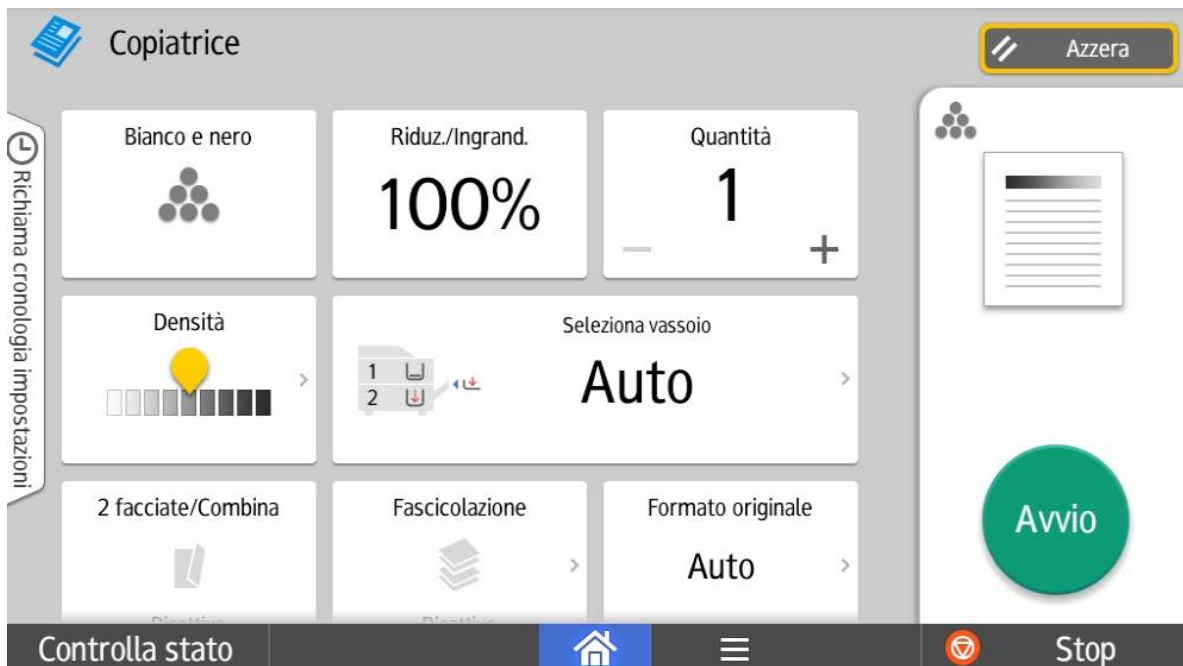 Copiatrice
Azzera
Richiama cronologia impostazioni
Bianco e nero
Riduz./Ingrand.
100%
Quantità
1
Densità
Seleziona vassoio
1
2
Auto
2 facciate/Combina
Fascicolazione
Formato originale
Auto
Avvio
Controlla stato
Stop